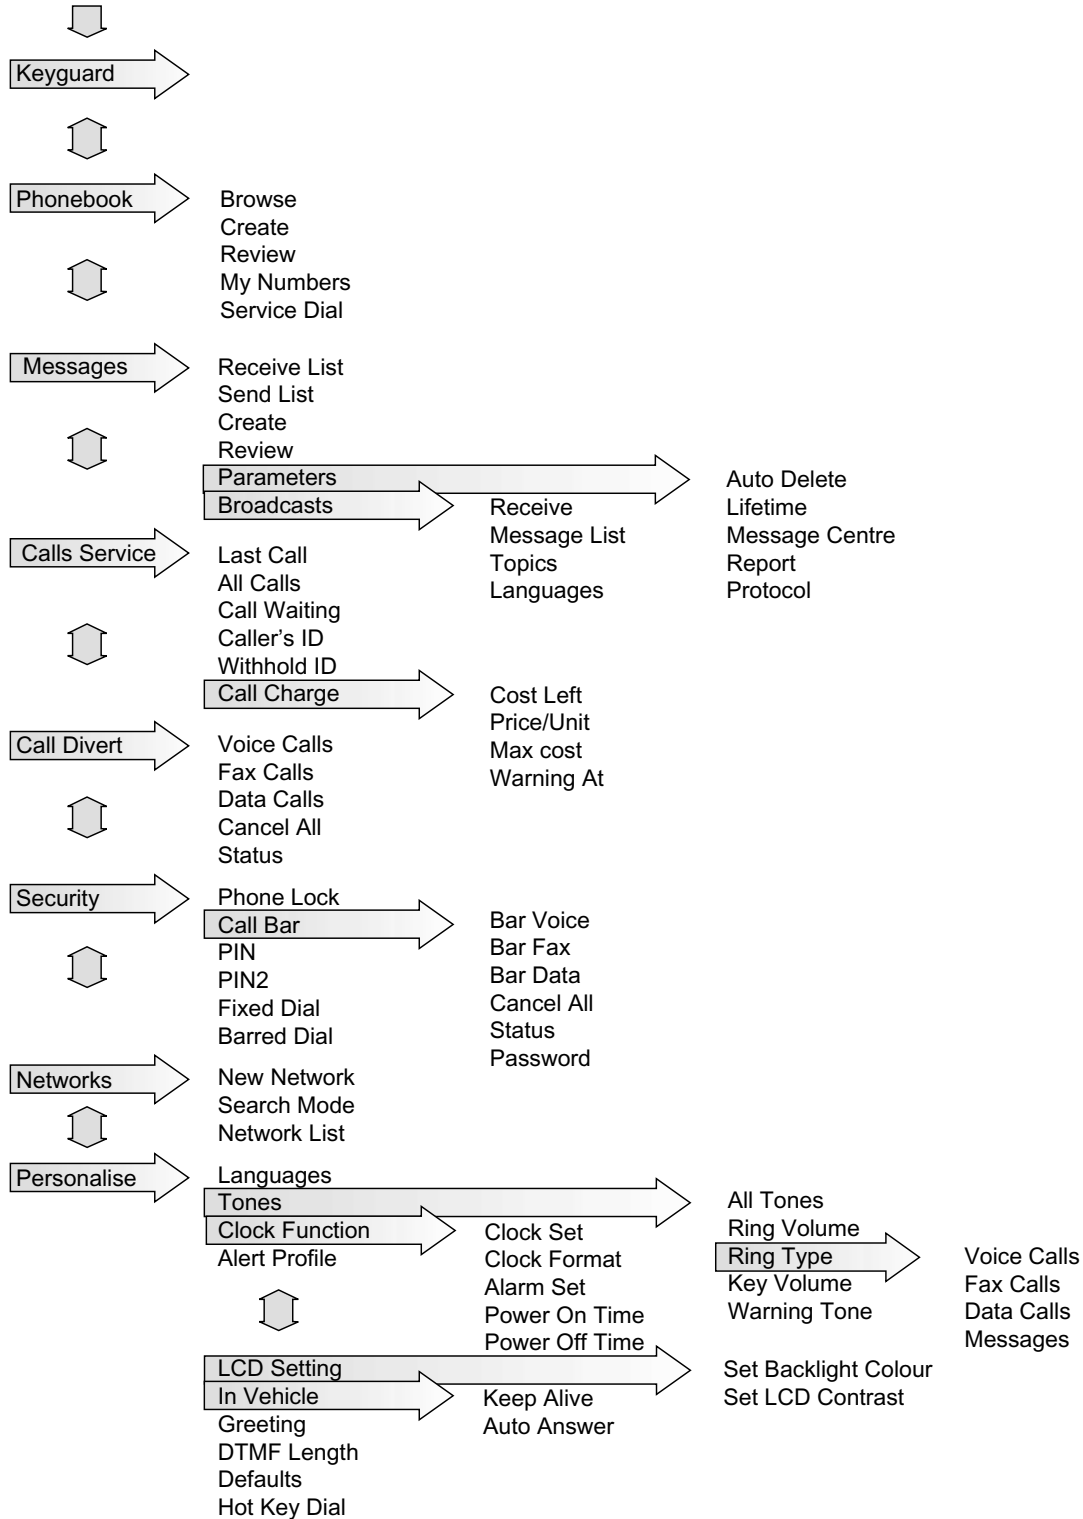 Keyguard
Phonebook
Browse
Create
Review
My Numbers
Service Dial
Messages
Receive List
Send List
Create
Review
Parameters
Auto Delete
Lifetime
Message Centre
Report
Protocol
Broadcasts
Receive
Message List
Topics
Languages
Calls Service
Last Call
All Calls
Call Waiting
Caller’s ID
Withhold ID
Call Charge
Cost Left
Price/Unit
Max cost
Warning At
Call Divert
Voice Calls
Fax Calls
Data Calls
Cancel All
Status
Security
Phone Lock
Call Bar
Bar Voice
Bar Fax
Bar Data
Cancel All
Status
Password
PIN
PIN2
Fixed Dial
Barred Dial
Networks
New Network
Search Mode
Network List
Personalise
Languages
Tones
All Tones
Ring Volume
Ring Type
Voice Calls
Fax Calls
Data Calls
Messages
Key Volume
Warning Tone
Clock Function
Clock Set
Clock Format
Alarm Set
Power On Time
Power Off Time
Alert Profile
LCD Setting
Set Backlight Colour
Set LCD Contrast
In Vehicle
Keep Alive
Auto Answer
Greeting
DTMF Length
Defaults
Hot Key Dial